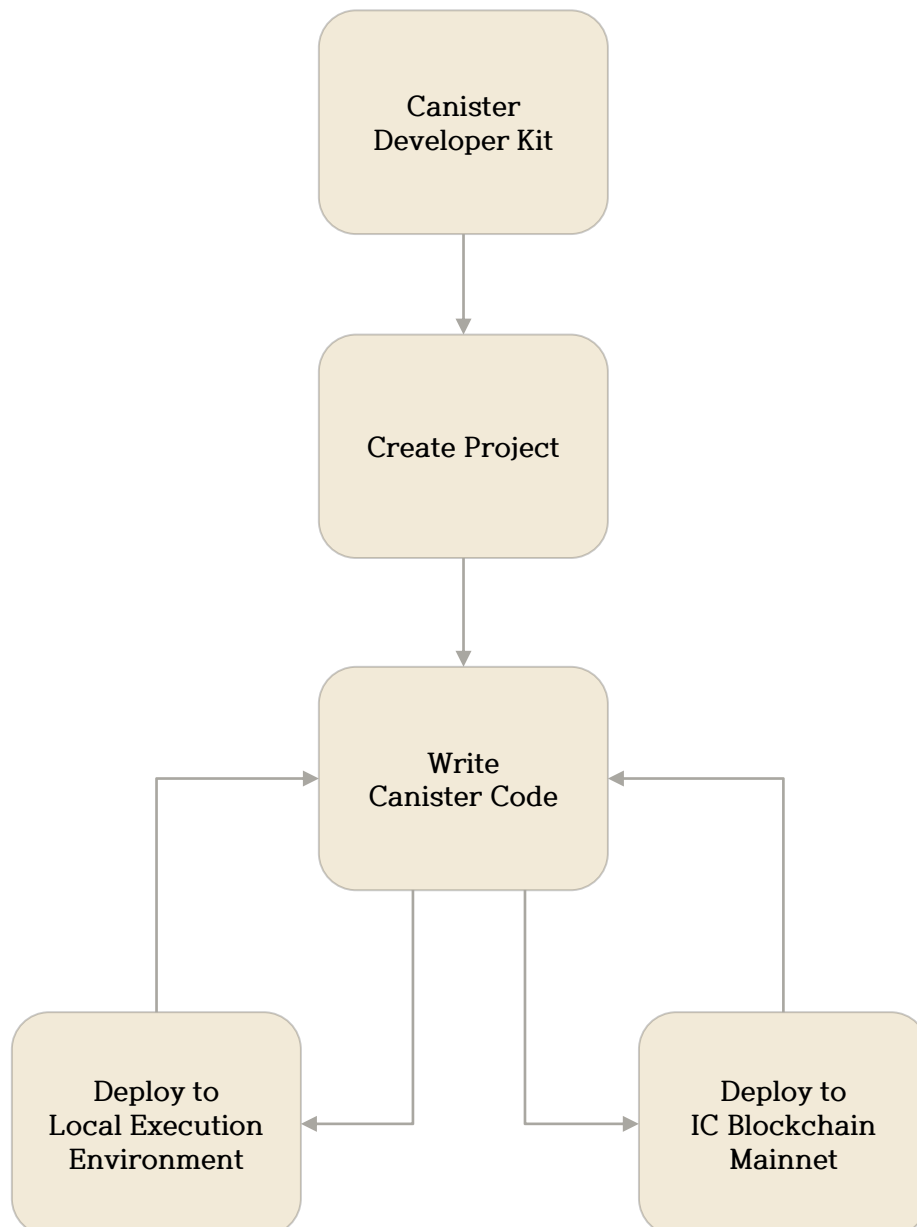 Canister
Developer Kit
Create Project
Write
Canister Code
Deploy to
Local Execution
Environment
Deploy to
IC Blockchain
Mainnet